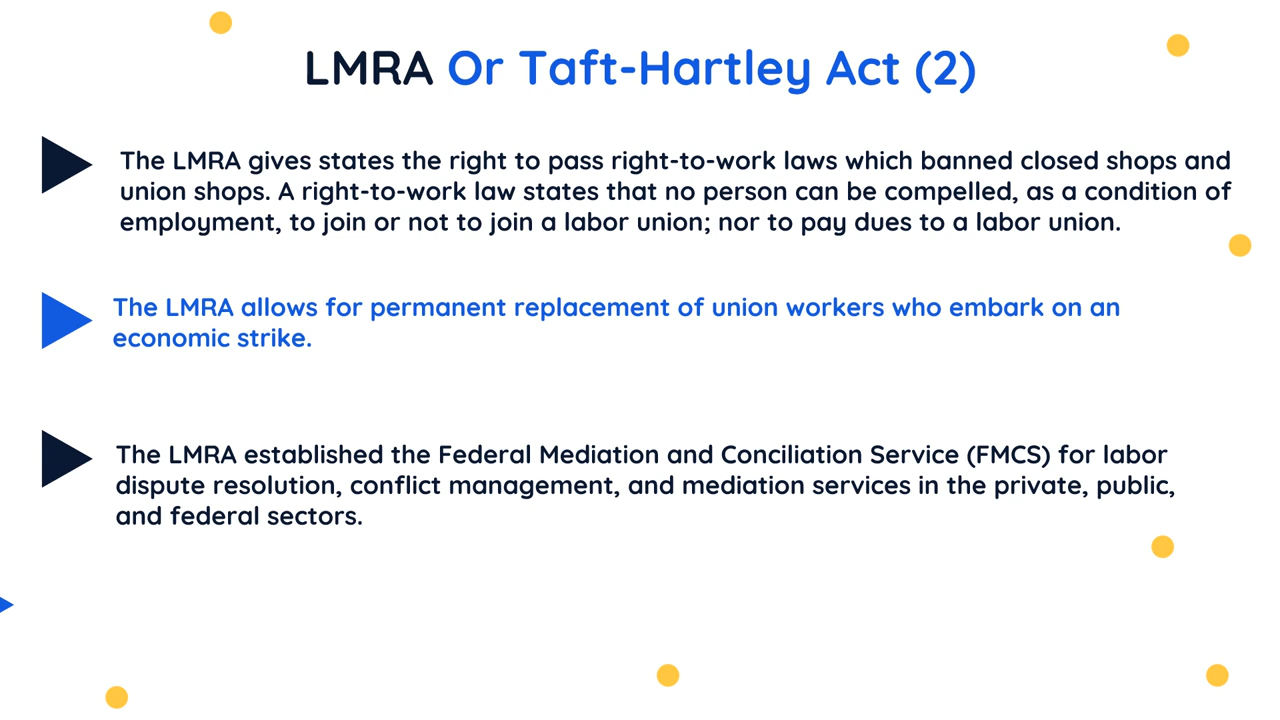 LMRA Or Taft-Hartley Act (2)
The LMRA gives states the right to pass right-to-work laws which banned closed shops and
union shops. A right-to-work law states that no person can be compelled, as a condition of
employment, to join or not to join a labor union; nor to pay dues to a labor union.
The LMRA allows for permanent replacement of union workers who embark on an
economic strike.
The LMRA established the Federal Mediation and Conciliation Service (FMCS) for labor
dispute resolution, conflict management, and mediation services in the private, public,
and federal sectors.